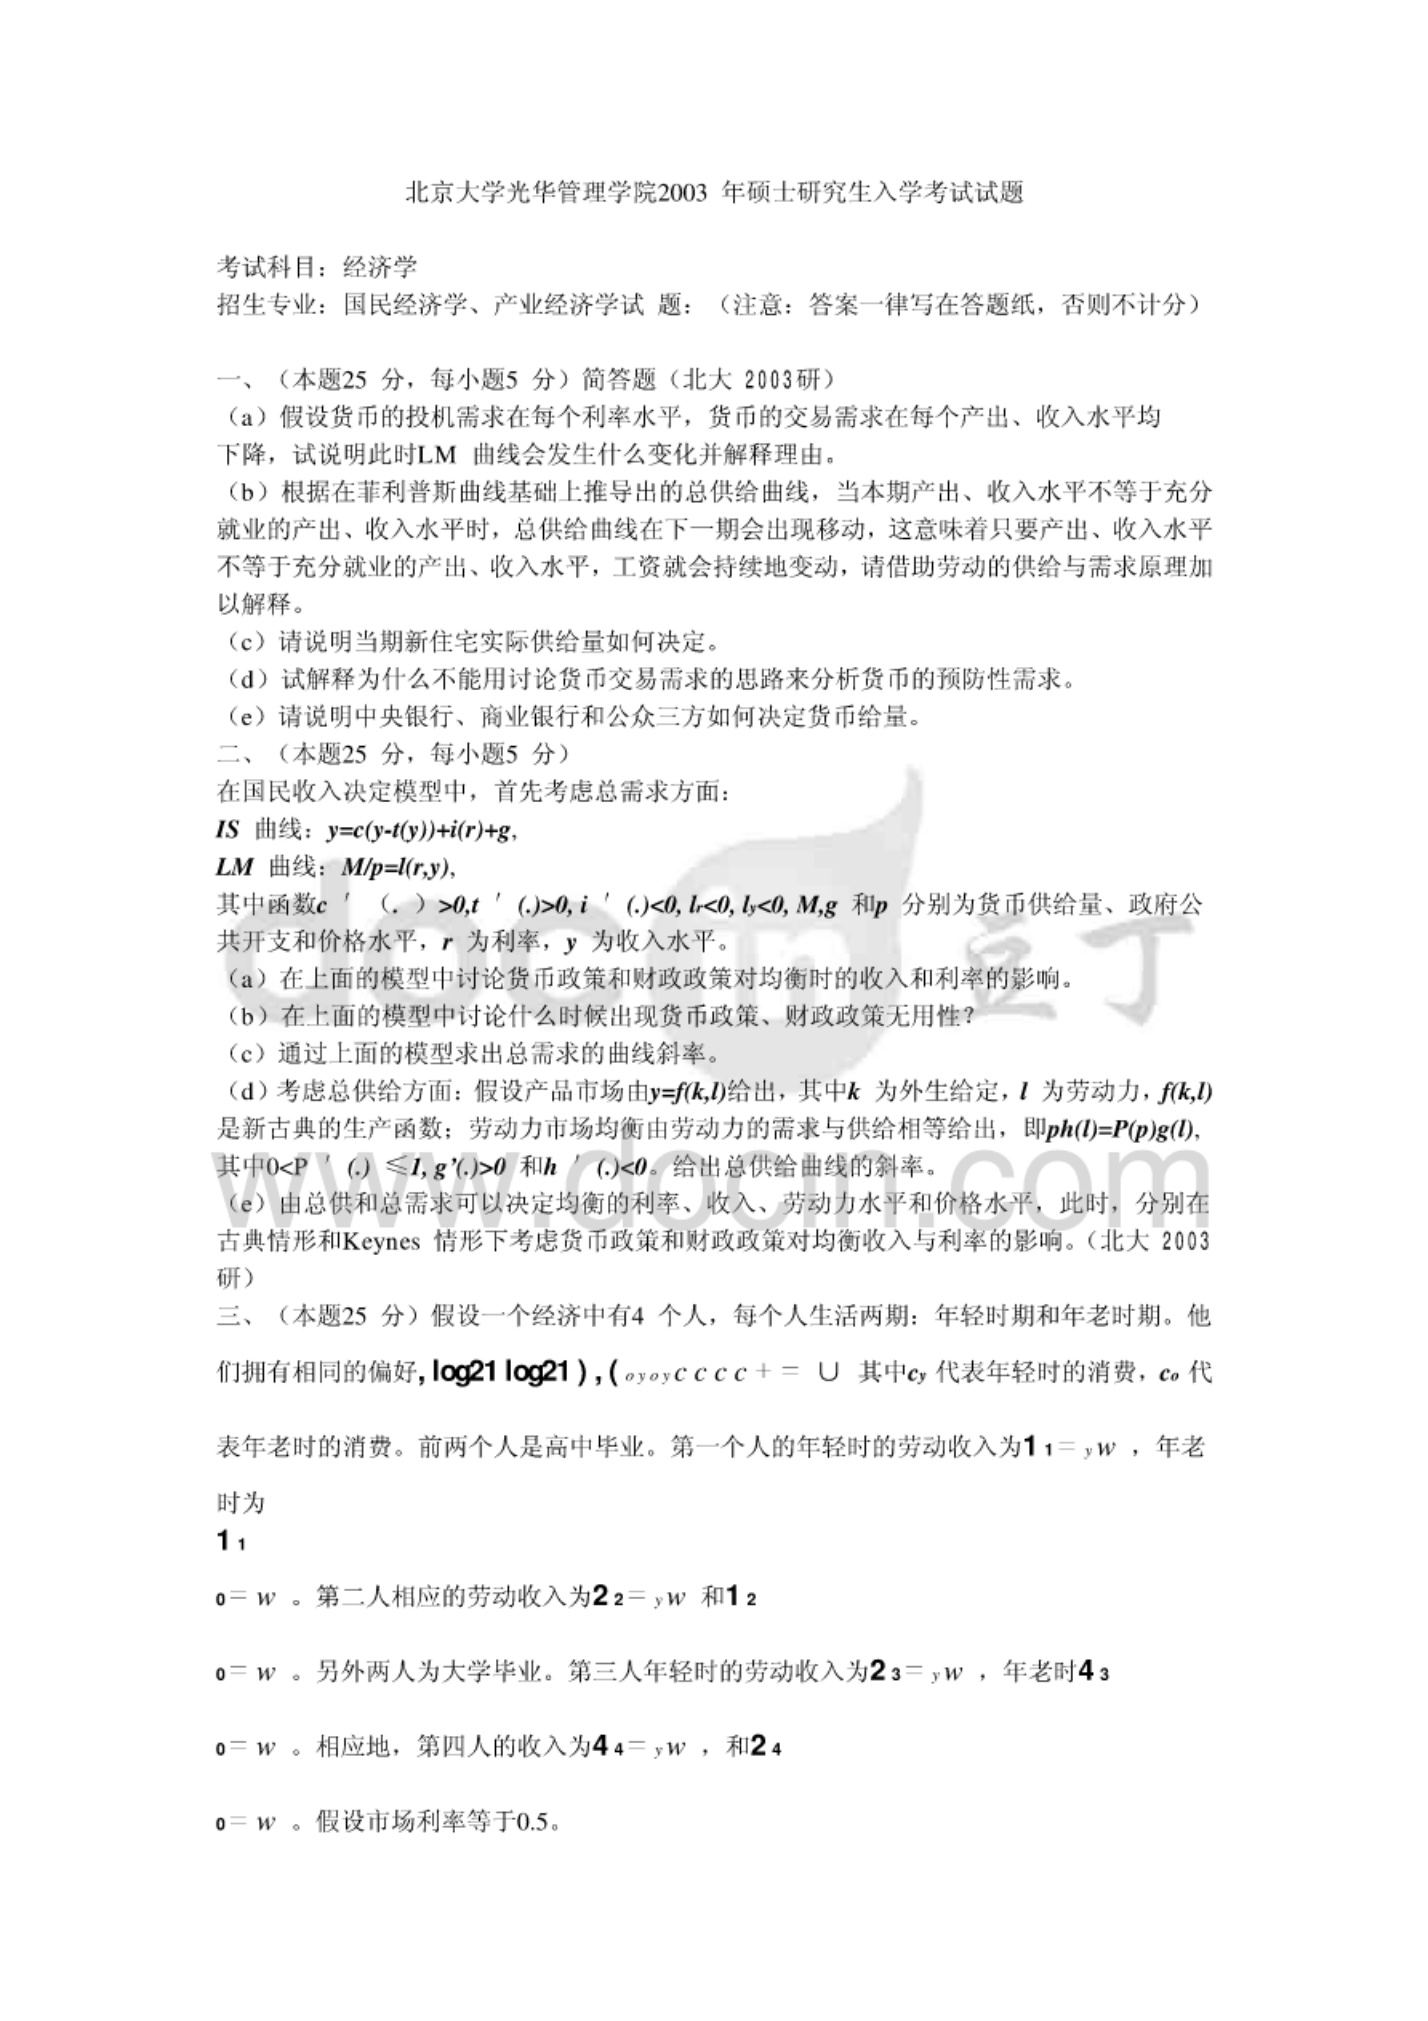 北京大学光华管理学院2003 年硕士研究生入学考试试题
考试科目：经济学
招生专业：国民经济学、产业经济学试 题：（注意：答案一律写在答题纸，否则不计分）
一、（本题25 分，每小题5 分）简答题（北大 2003研）
（a）假设货币的投机需求在每个利率水平，货币的交易需求在每个产出、收入水平均
下降，试说明此时LM 曲线会发生什么变化并解释理由。
（b）根据在菲利普斯曲线基础上推导出的总供给曲线，当本期产出、收入水平不等于充分
就业的产出、收入水平时，总供给曲线在下一期会出现移动，这意味着只要产出、收入水平
不等于充分就业的产出、收入水平，工资就会持续地变动，请借助劳动的供给与需求原理加
以解释。
（c）请说明当期新住宅实际供给量如何决定。
（d）试解释为什么不能用讨论货币交易需求的思路来分析货币的预防性需求。
（e）请说明中央银行、商业银行和公众三方如何决定货币给量。
二、（本题25 分，每小题5 分）
在国民收入决定模型中，首先考虑总需求方面：
IS 曲线：y=c(y-t(y))+i(r)+g,
LM 曲线：M/p=l(r,y),
其中函数c ′ （. ）>0,t ′ (.)>0, i ′ (.)<0, lr<0, ly<0, M,g 和p 分别为货币供给量、政府公
共开支和价格水平，r 为利率，y 为收入水平。
（a）在上面的模型中讨论货币政策和财政政策对均衡时的收入和利率的影响。
（b）在上面的模型中讨论什么时候出现货币政策、财政政策无用性？
（c）通过上面的模型求出总需求的曲线斜率。
（d）考虑总供给方面：假设产品市场由y=f(k,l)给出，其中k 为外生给定，l 为劳动力，f(k,l)
是新古典的生产函数；劳动力市场均衡由劳动力的需求与供给相等给出，即ph(l)=P(p)g(l),
其中0<P ′ (.) ≤1, g’(.)>0 和h ′ (.)<0。给出总供给曲线的斜率。
（e）由总供和总需求可以决定均衡的利率、收入、劳动力水平和价格水平，此时，分别在
古典情形和Keynes 情形下考虑货币政策和财政政策对均衡收入与利率的影响。（北大 2003
研）
三、（本题25 分）假设一个经济中有4 个人，每个人生活两期：年轻时期和年老时期。他
们拥有相同的偏好, log21 log21 ) , ( o y o y c c c c + = ∪ 其中cy 代表年轻时的消费，co 代
表年老时的消费。前两个人是高中毕业。第一个人的年轻时的劳动收入为1 1= y w ，年老
时为
1 1
0= w 。第二人相应的劳动收入为2 2= y w 和1 2
0= w 。另外两人为大学毕业。第三人年轻时的劳动收入为2 3= y w ，年老时4 3
0= w 。相应地，第四人的收入为4 4= y w ，和2 4
0= w 。假设市场利率等于0.5。
docin 豆丁
www.docin.com